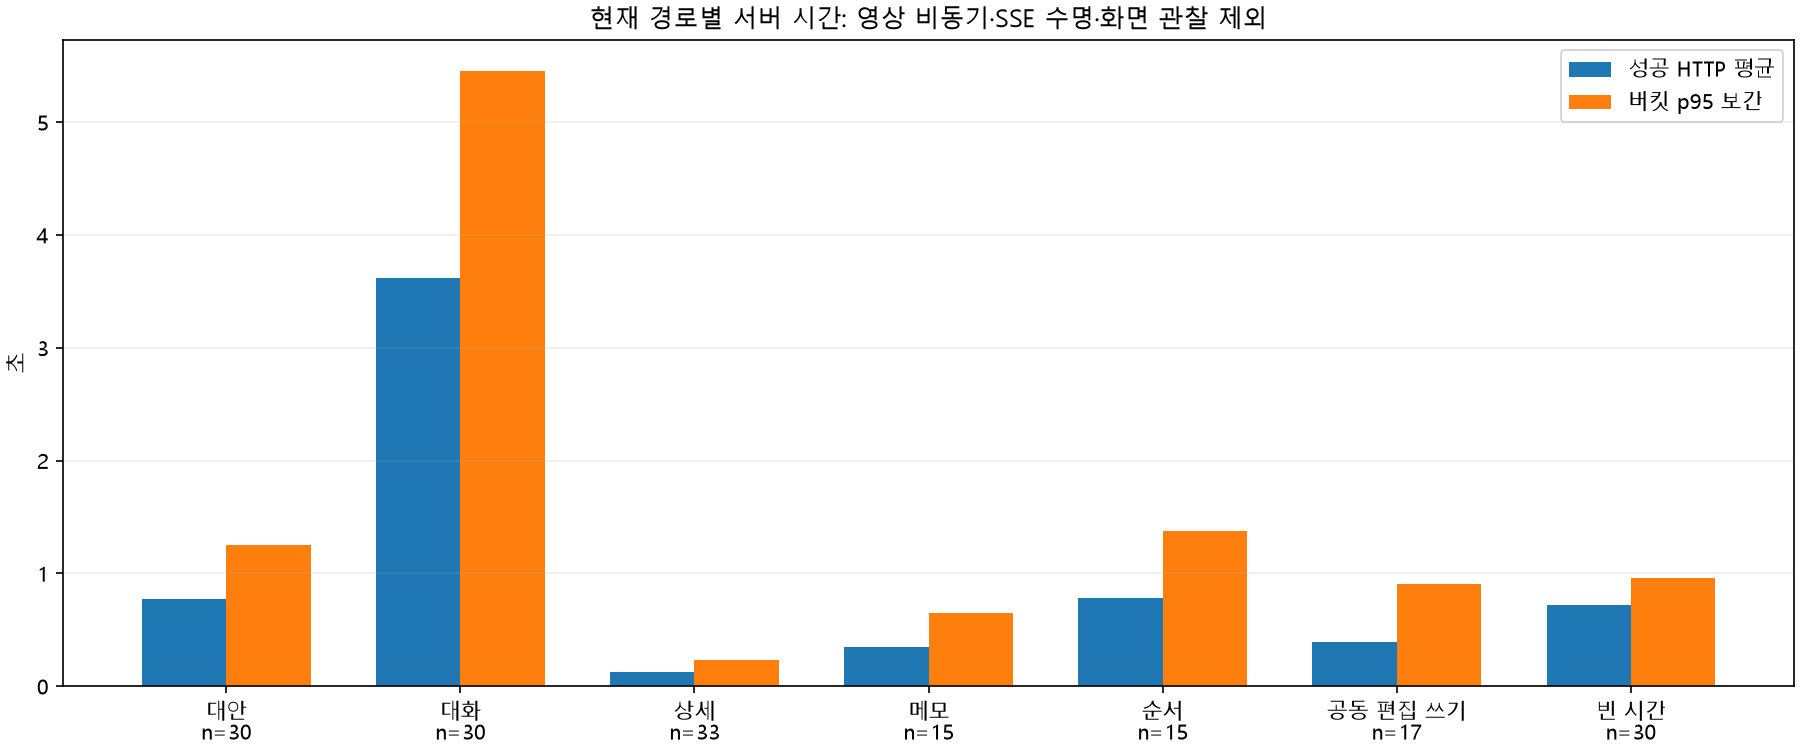 현재 경로별 서버 시간: 영상 비동기·SSE 수명·화면 관찰 제외
성공 HTTP 평균
버킷 p95 보간
초
5
4
3
2
1
0
대안
n=30
대화
n=30
상세
n=33
메모
n=15
순서
n=15
공동 편집 쓰기
n=17
빈 시간
n=30